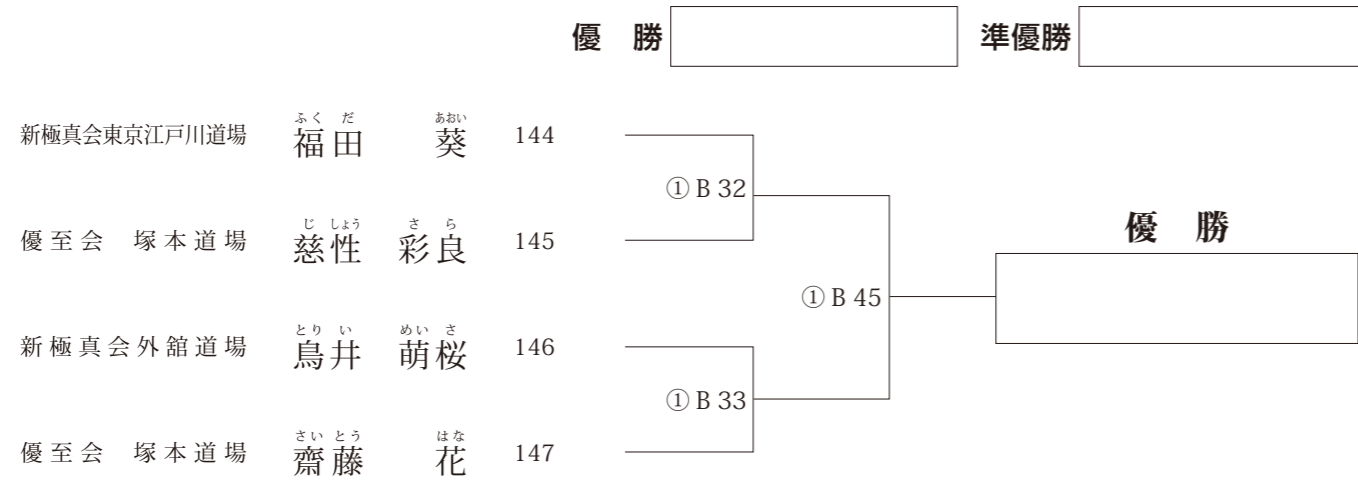 優　勝　準優勝
ふく だ　あおい
新極真会東京江戸川道場　福田　葵　144
① B 32
じ しょう　さ ら
優至会　塚本道場　慈性　彩良　145
優　勝
① B 45
とり い　めい さ
新極真会外舘道場　鳥井　萌桜　146
① B 33
さい とう　はな
優至会　塚本道場　齋藤　花　147